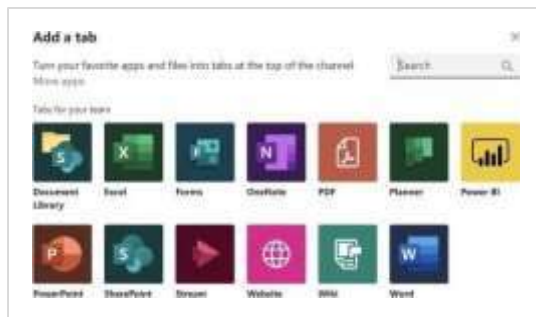 Add a tab
Turn your favorite apps and files into tabs at the top of the channel
More apps
Search
Tabs for your team
Document Library
Excel
Forms
OneNote
PDF
Planner
Power BI
PowerPoint
SharePoint
Stream
Website
Wiki
Word